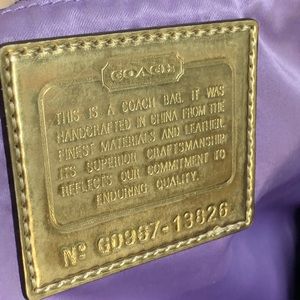 COACH
THIS IS A COACH BAG. IT WAS
HANDCRAFTED IN CHINA FROM THE
FINEST MATERIALS AND LEATHER.
ITS SUPERIOR CRAFTSMANSHIP
REFLECTS OUR COMMITMENT TO
ENDURING QUALITY.
Nº G0967-13826